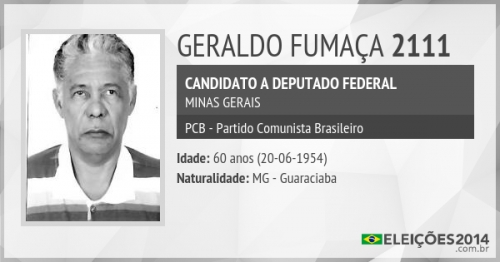 GERALDO FUMAÇA 2111
CANDIDATO A DEPUTADO FEDERAL
MINAS GERAIS
PCB - Partido Comunista Brasileiro
Idade: 60 anos (20-06-1954)
Naturalidade: MG - Guaraciaba
ELEIÇÕES2014
.com.br